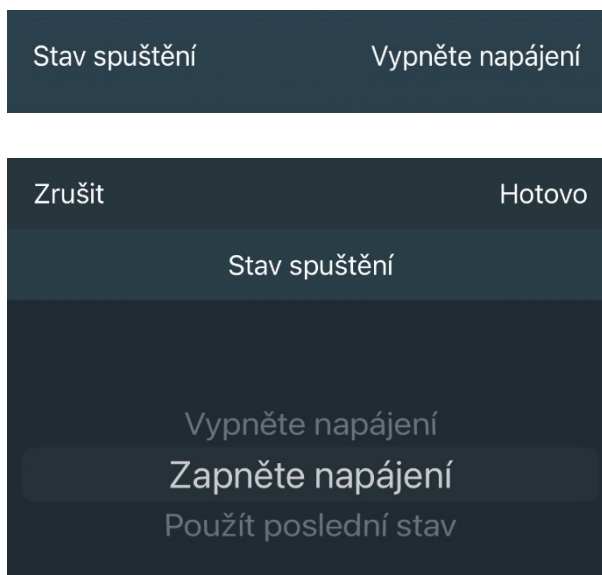 Stav spuštění Vypněte napájení
Zrušit Hotovo
Stav spuštění
Vypněte napájení
Zapněte napájení
Použít poslední stav